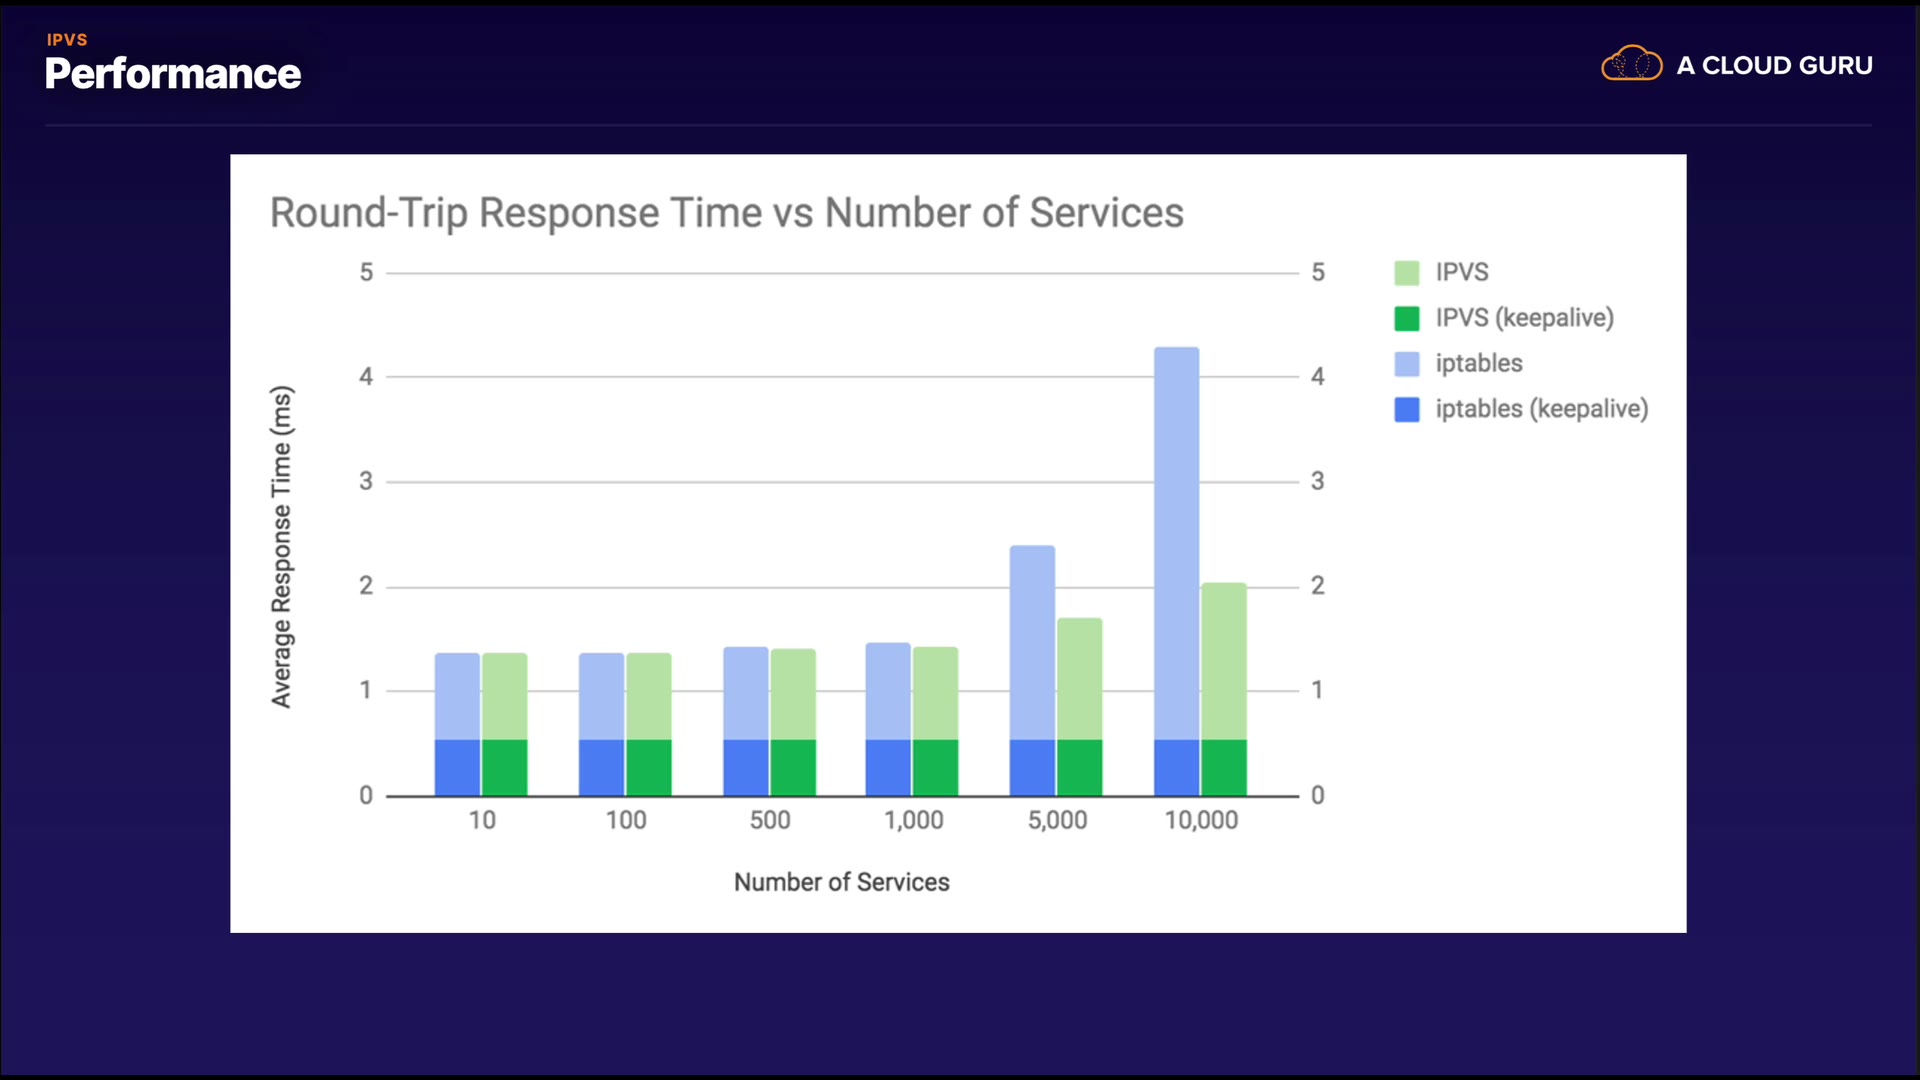 IPVS
Performance
A CLOUD GURU
Round-Trip Response Time vs Number of Services
Average Response Time (ms)
5
4
3
2
1
0
5
4
3
2
1
0
10 100 500 1,000 5,000 10,000
Number of Services
IPVS
IPVS (keepalive)
iptables
iptables (keepalive)